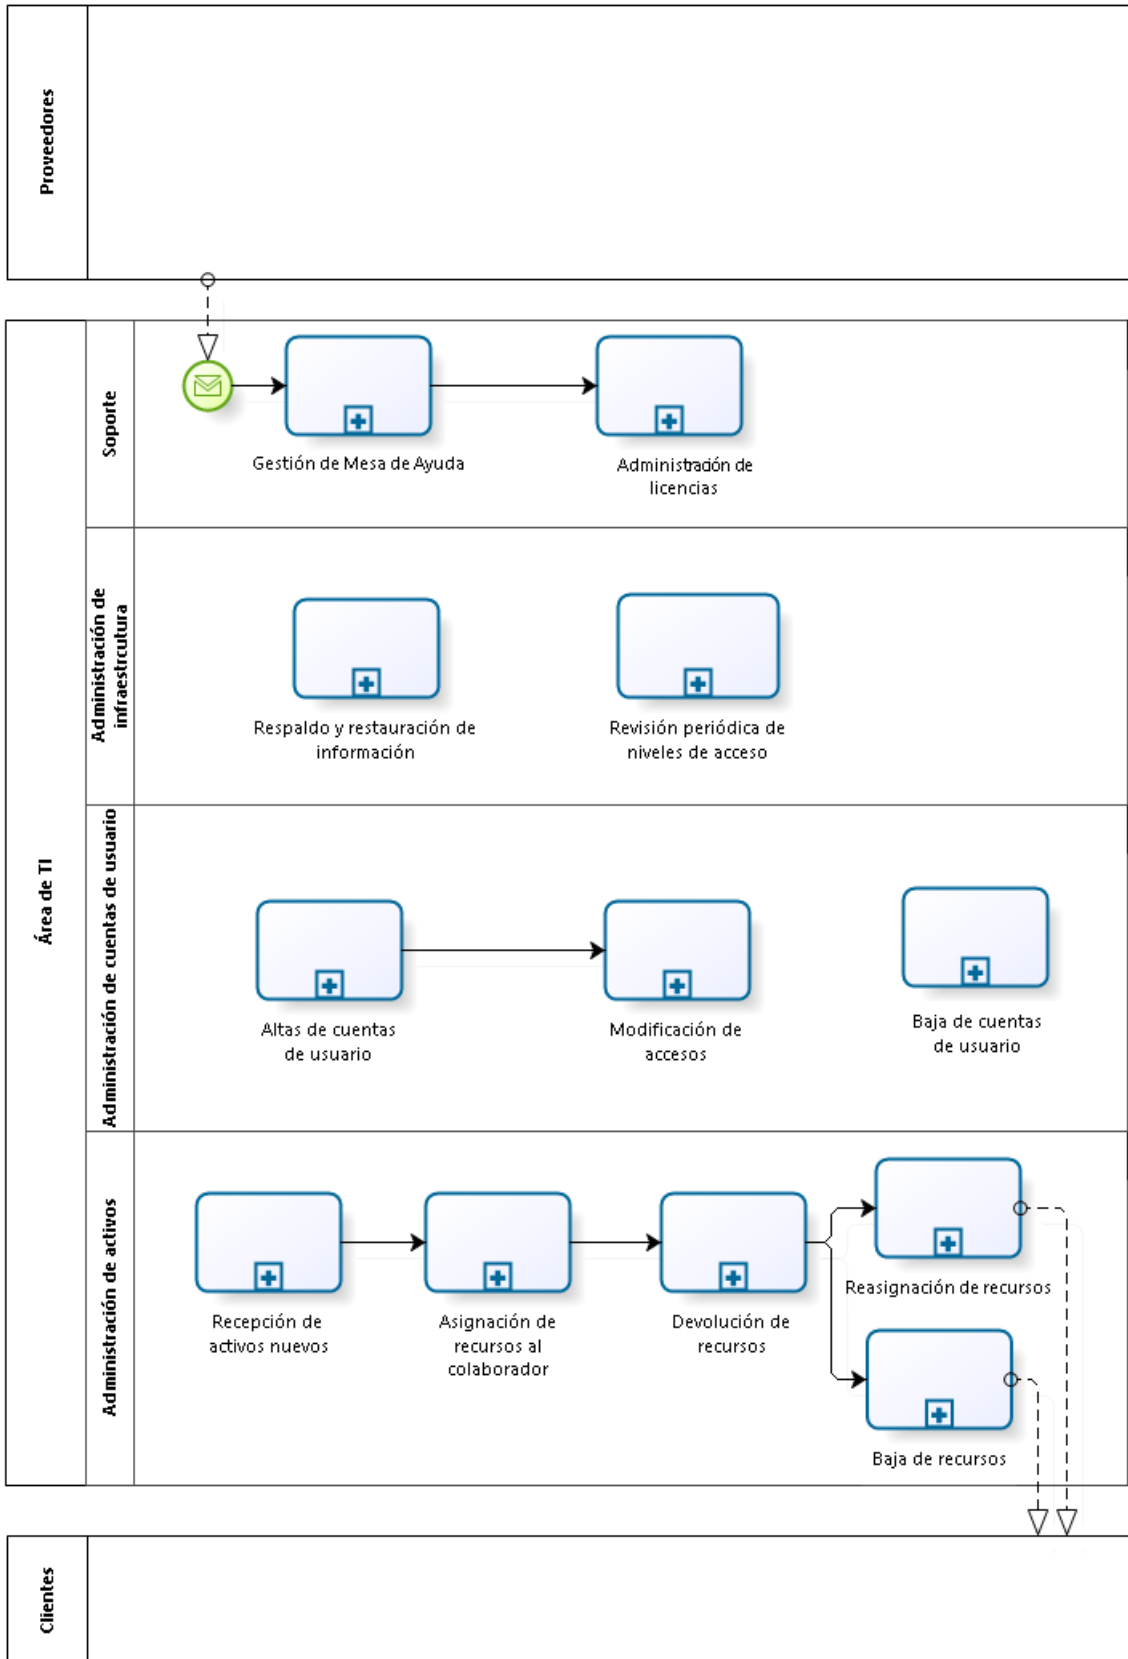 Proveedores
Área de TI
Soporte
Gestión de Mesa de Ayuda
Administración de
licencias
Administración de
infraestrcutura
Respaldo y restauración de
información
Revisión periódica de
niveles de acceso
Administración de cuentas de usuario
Altas de cuentas
de usuario
Modificación de
accesos
Baja de cuentas
de usuario
Administración de activos
Recepción de
activos nuevos
Asignación de
recursos al
colaborador
Devolución de
recursos
Reasignación de recursos
Baja de recursos
Clientes